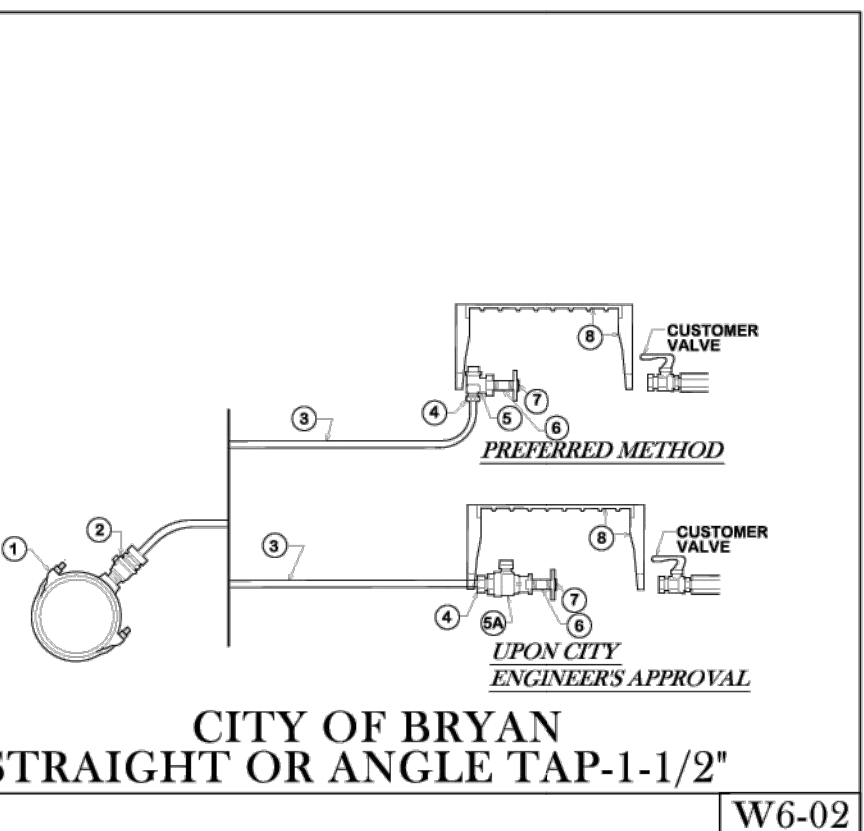 8
CUSTOMER
VALVE
3
4
5
7
6
PREFERRED METHOD
1
2
3
8
CUSTOMER
VALVE
4
5A
7
6
UPON CITY
ENGINEER'S APPROVAL
CITY OF BRYAN
STRAIGHT OR ANGLE TAP-1-1/2"
W6-02